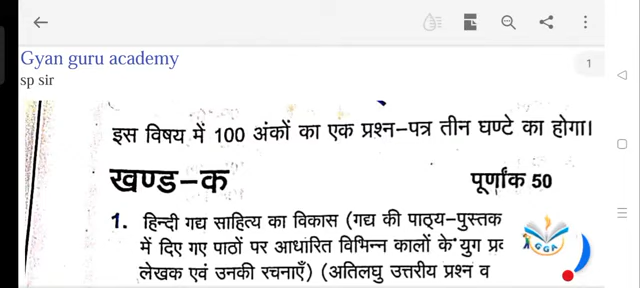 Gyan guru academy
sp sir
1
इस विषय में 100 अंकों का एक प्रश्न-पत्र तीन घण्टे का होगा।
खण्ड-क
पूर्णांक 50
1. हिन्दी गद्य साहित्य का विकास (गद्य की पाठ्य-पुस्तक
में दिए गए पाठों पर आधारित विभिन्न कालों के युग
लेखक एवं उनकी रचनाएँ) (अतिलघु उत्तरीय प्रश्न व
GGA